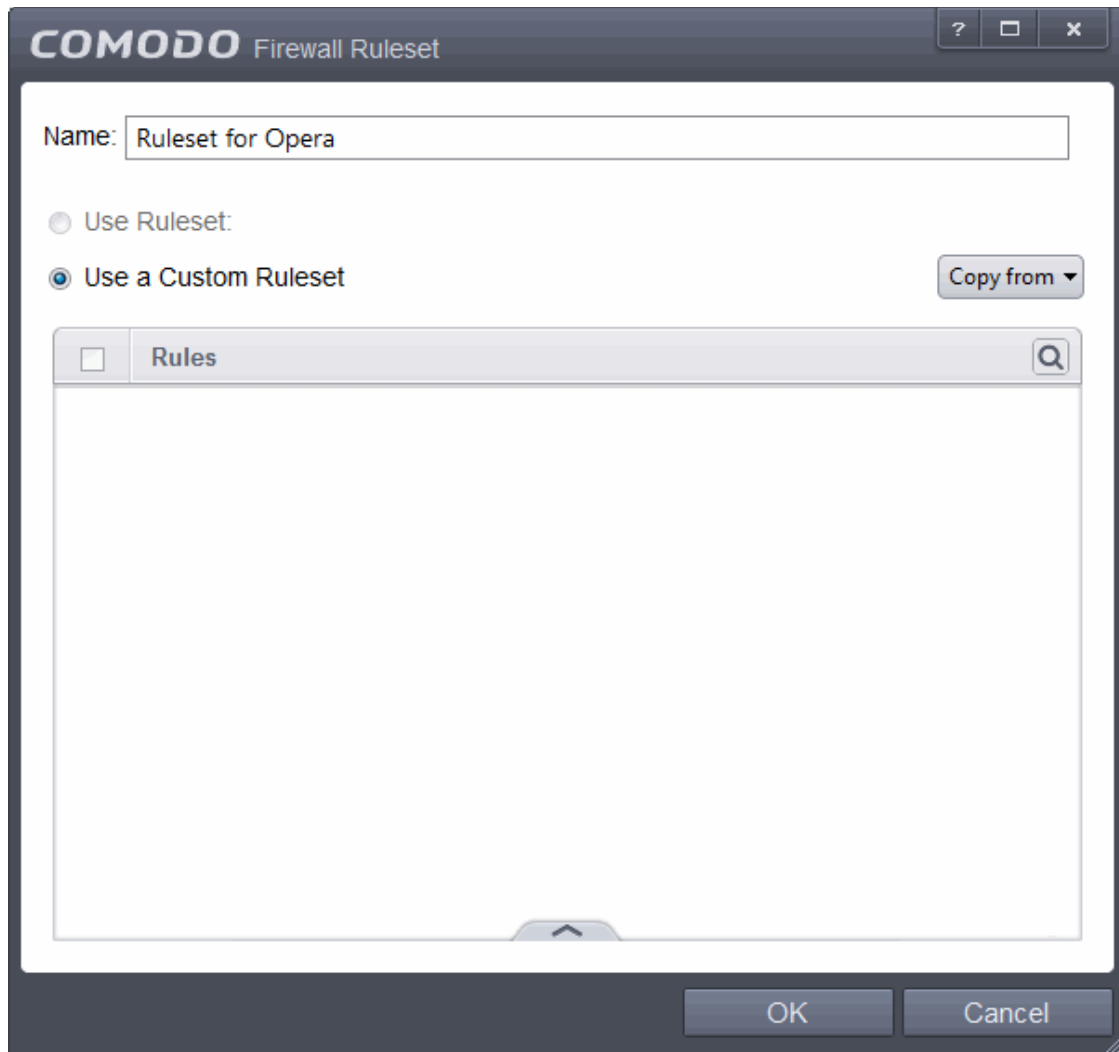 COMODO Firewall Ruleset
?
x
Name: Ruleset for Opera
Use Ruleset:
Use a Custom Ruleset
Copy from
Rules
OK Cancel